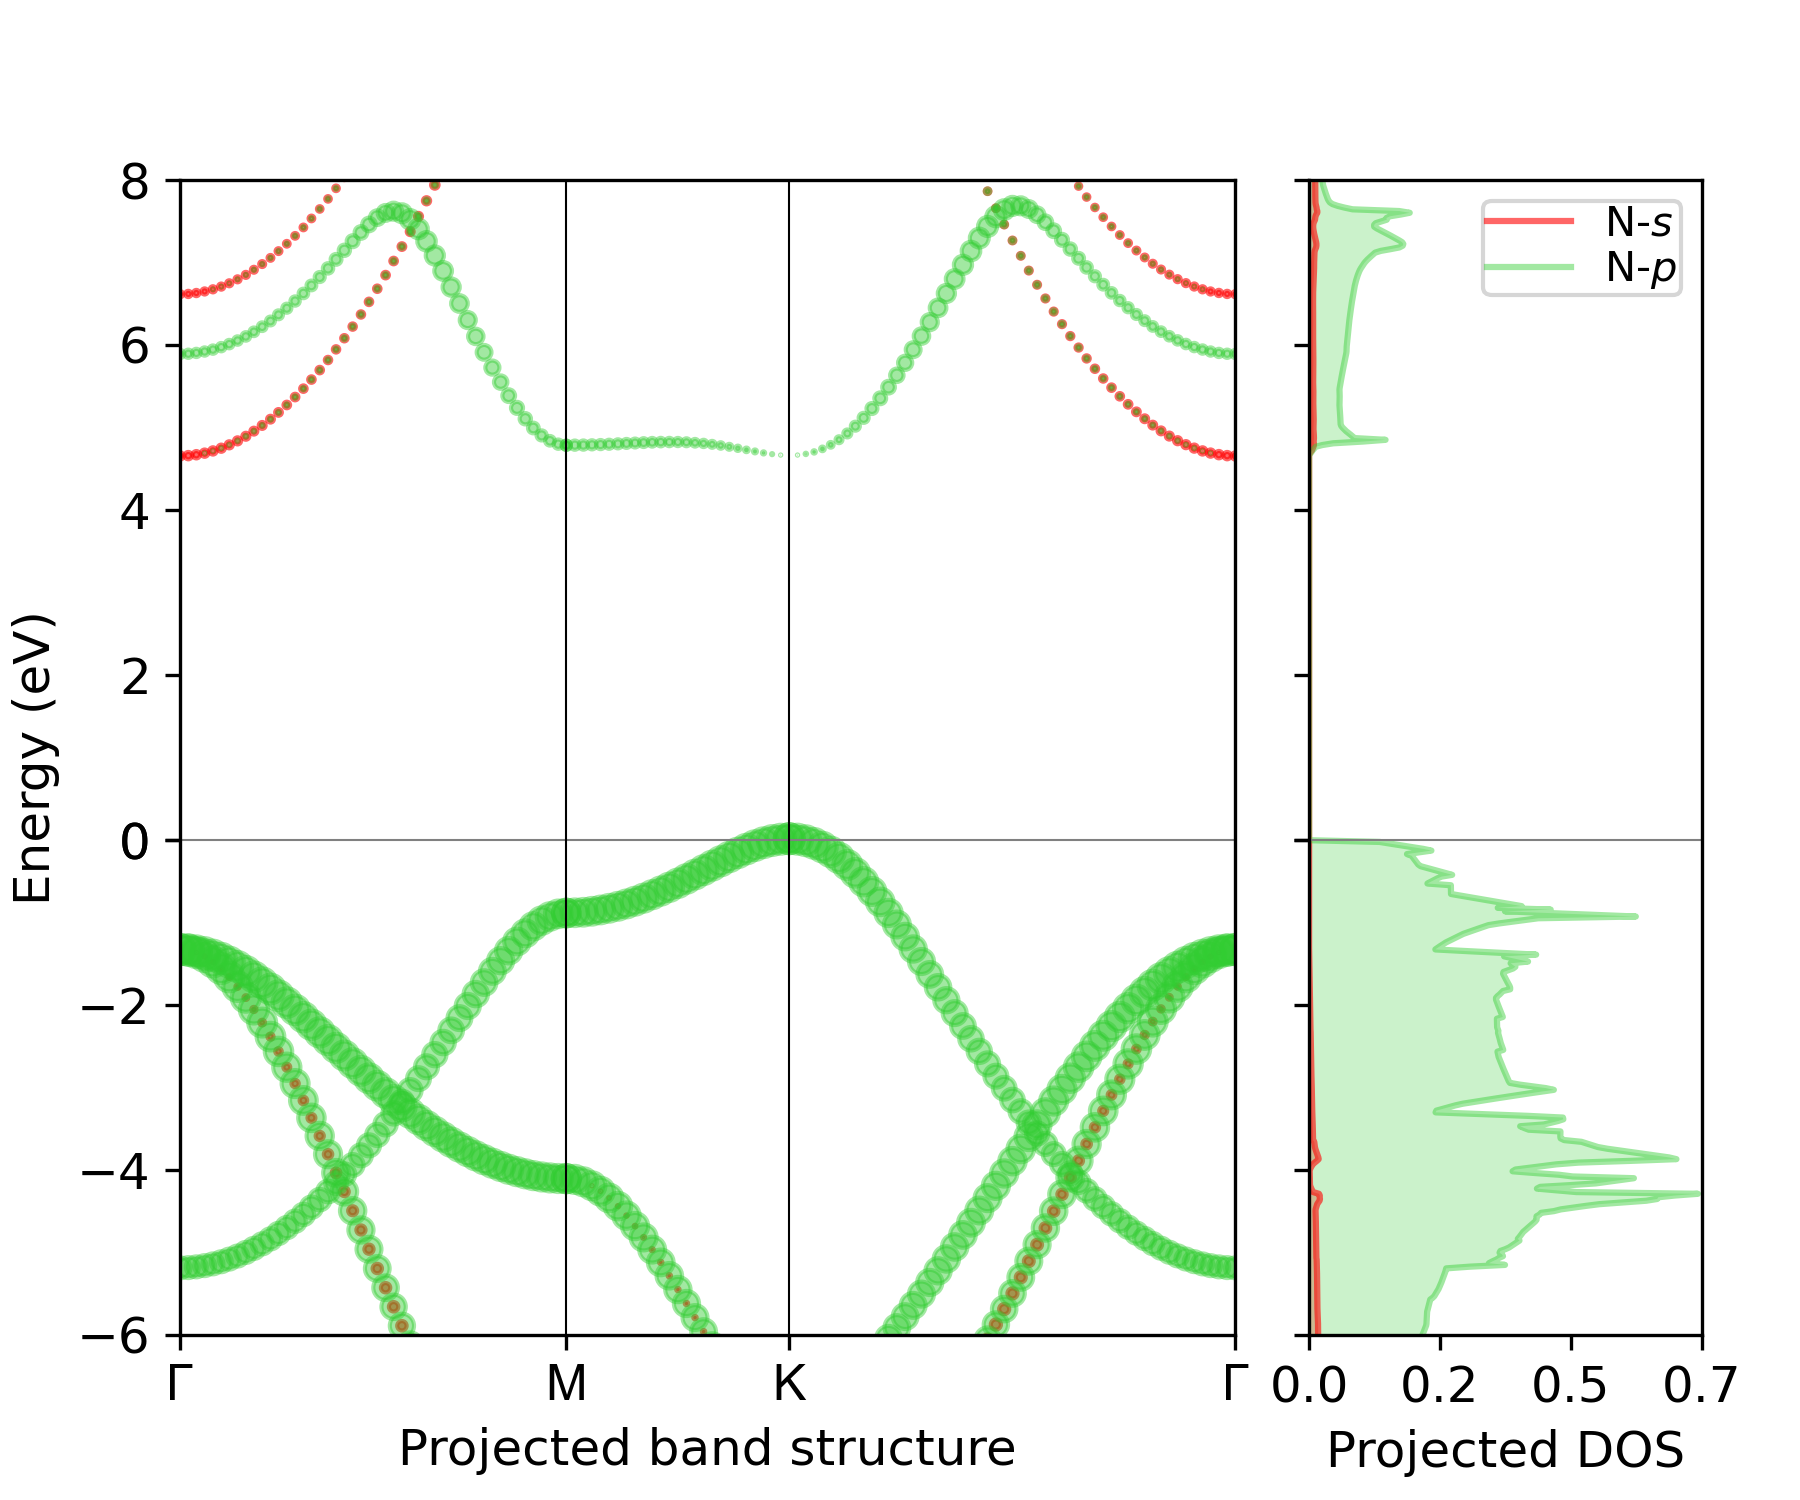 8
6
4
2
0
−2
−4
−6
Energy (eV)
Γ M K Γ
Projected band structure
N-s
N-p
0.0 0.2 0.5 0.7
Projected DOS